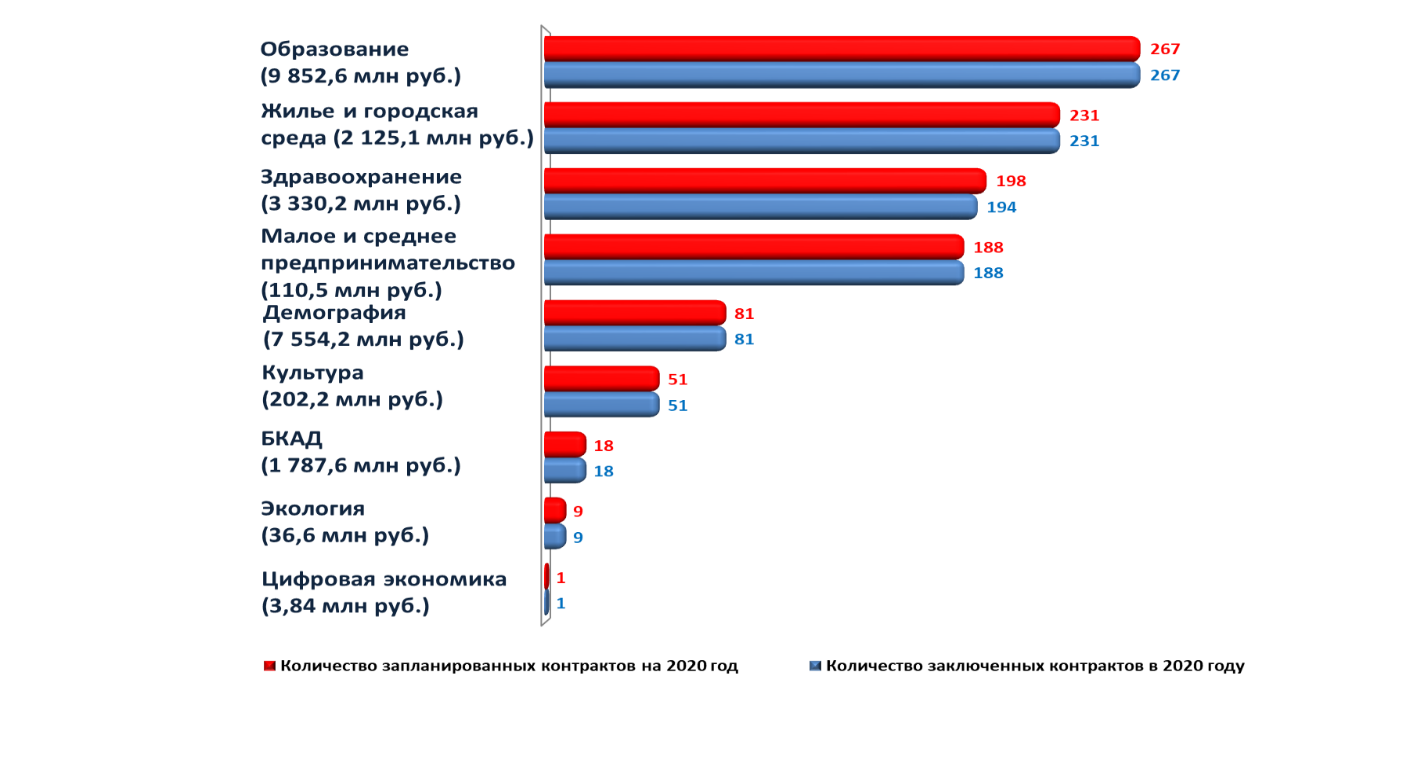 Образование
(9 852,6 млн руб.)
267
267
Жилье и городская
среда (2 125,1 млн руб.)
231
231
Здравоохранение
(3 330,2 млн руб.)
198
194
Малое и среднее
предпринимательство
(110,5 млн руб.)
188
188
Демография
(7 554,2 млн руб.)
81
81
Культура
(202,2 млн руб.)
51
51
БКАД
(1 787,6 млн руб.)
18
18
Экология
(36,6 млн руб.)
9
9
Цифровая экономика
(3,84 млн руб.)
1
1
Количество запланированных контрактов на 2020 год
Количество заключенных контрактов в 2020 году